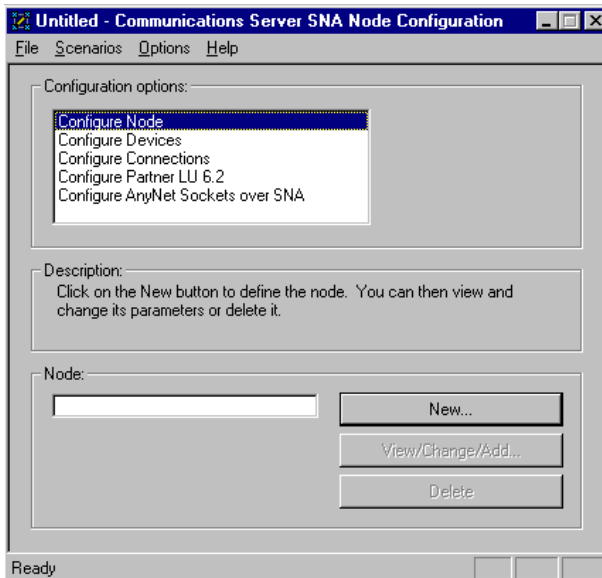 Untitled - Communications Server SNA Node Configuration
File Scenarios Options Help
Configuration options:
Configure Node
Configure Devices
Configure Connections
Configure Partner LU 6.2
Configure AnyNet Sockets over SNA
Description:
Click on the New button to define the node. You can then view and
change its parameters or delete it.
Node:
New...
View/Change/Add...
Delete
Ready